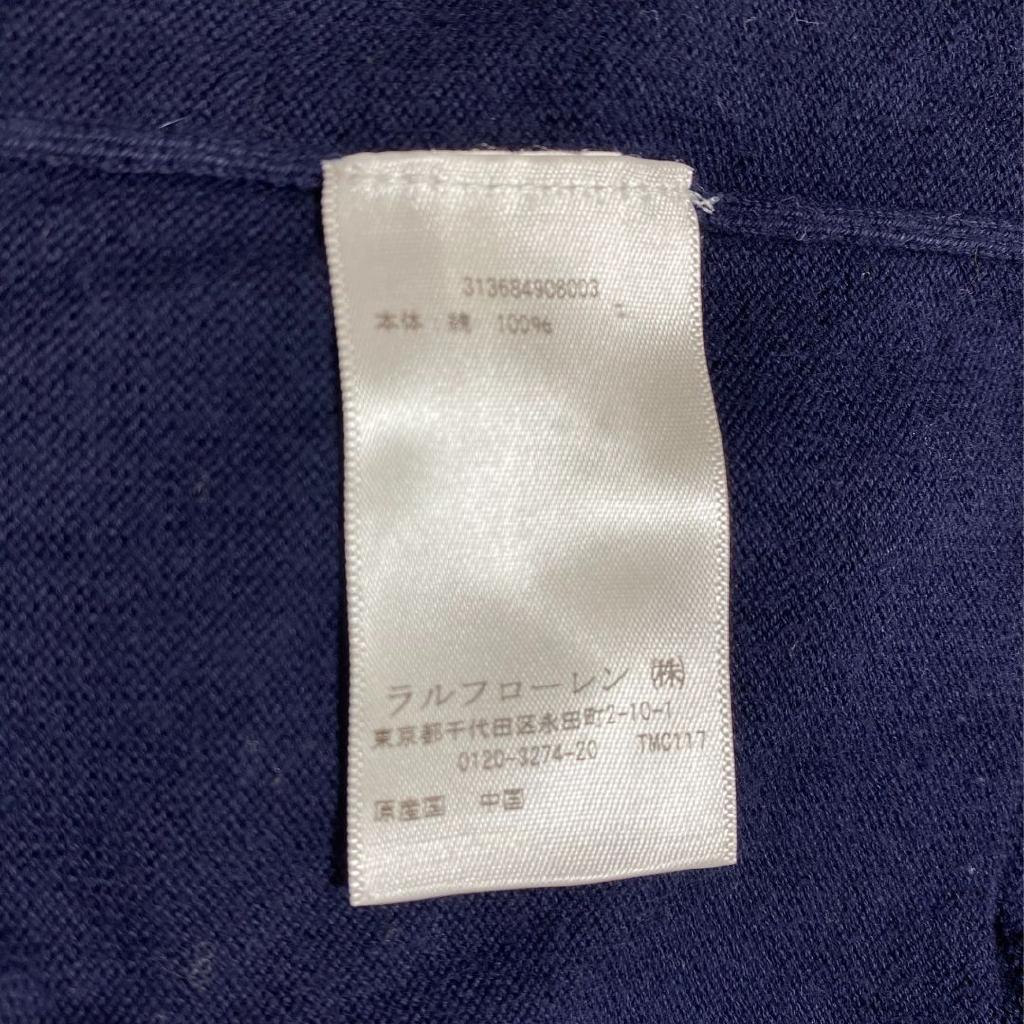 313684908003
本体：綿 100%
ラルフローレン ㈱
東京都千代田区永田町2-10-1
0120-3274-20 TMC117
原産国 中国